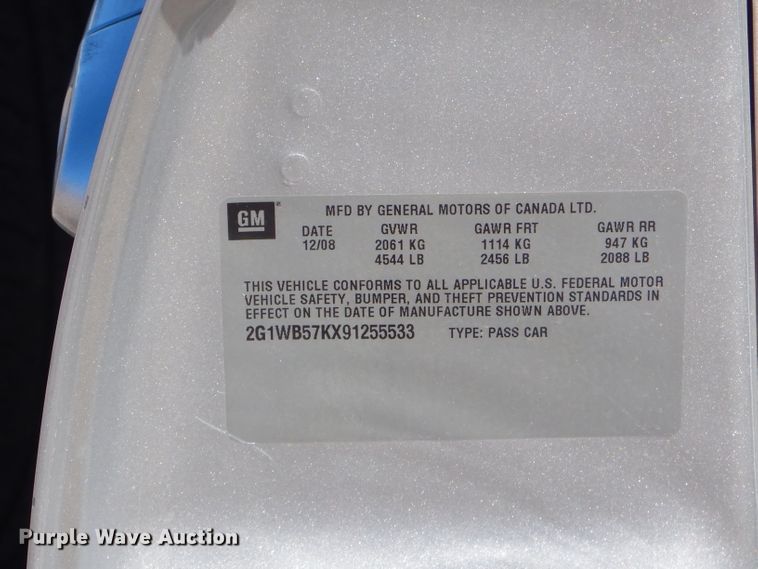 GM
MFD BY GENERAL MOTORS OF CANADA LTD.
DATE GVWR GAWR FRT GAWR RR
12/08 2061 KG 1114 KG 947 KG
4544 LB 2456 LB 2088 LB
THIS VEHICLE CONFORMS TO ALL APPLICABLE U.S. FEDERAL MOTOR
VEHICLE SAFETY, BUMPER, AND THEFT PREVENTION STANDARDS IN
EFFECT ON THE DATE OF MANUFACTURE SHOWN ABOVE.
2G1WB57KX91255533 TYPE: PASS CAR
Purple Wave Auction